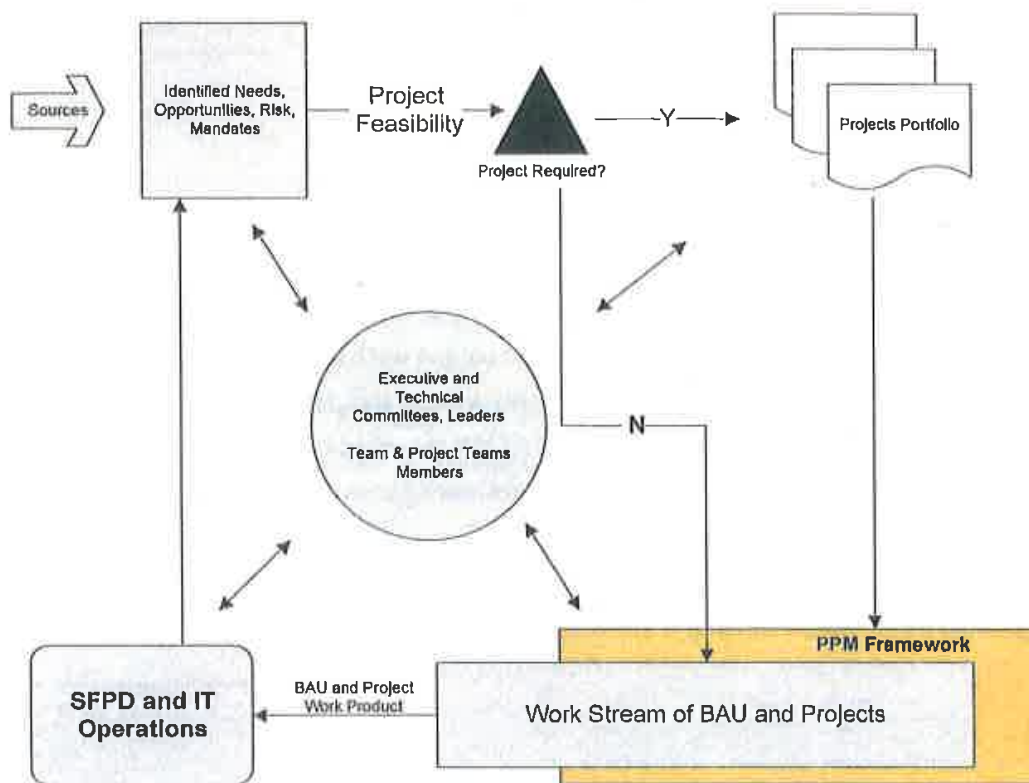 Sources
Identified Needs,
Opportunities, Risk,
Mandates
Project
Feasibility
Project Required?
Y
Projects Portfolio
Executive and
Technical
Committees, Leaders
Team & Project Teams
Members
N
PPM Framework
Work Stream of BAU and Projects
BAU and Project
Work Product
SFPD and IT
Operations